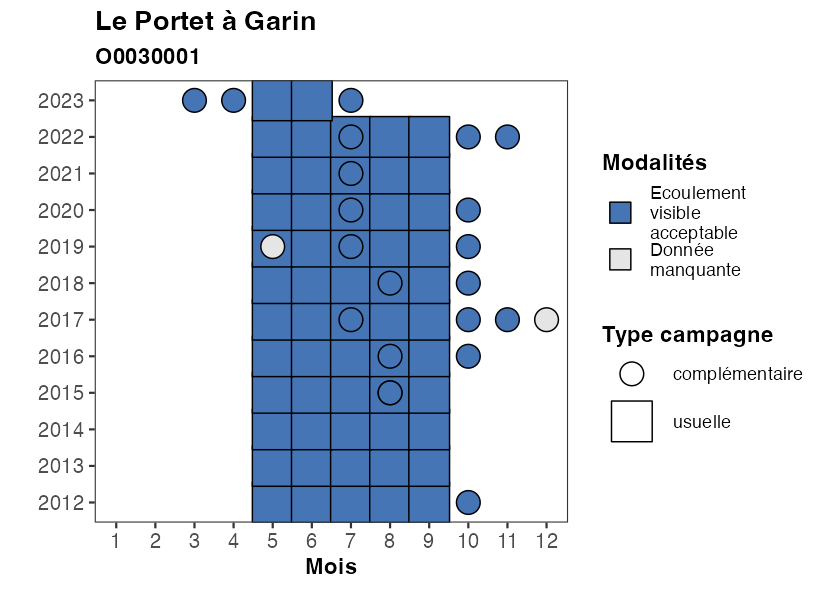 Le Portet à Garin
O0030001
2023
2022
2021
2020
2019
2018
2017
2016
2015
2014
2013
2012
1 2 3 4 5 6 7 8 9 10 11 12
Mois
Modalités
Ecoulement
visible
acceptable
Donnée
manquante
Type campagne
complémentaire
usuelle